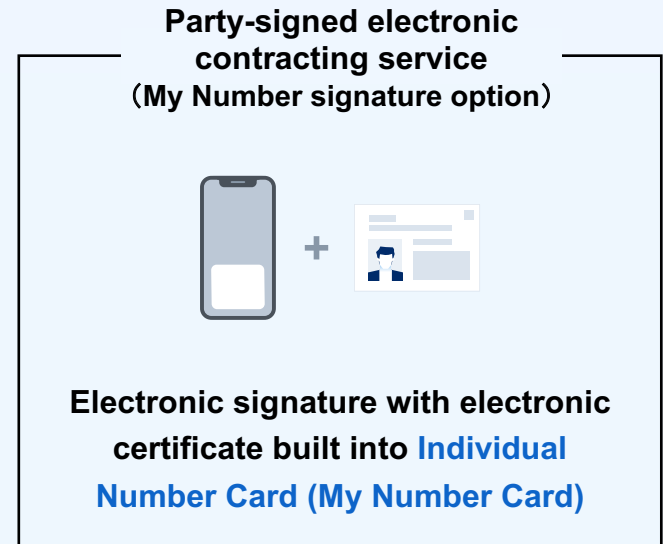 Party-signed electronic
contracting service
（My Number signature option）
Electronic signature with electronic
certificate built into Individual
Number Card (My Number Card)